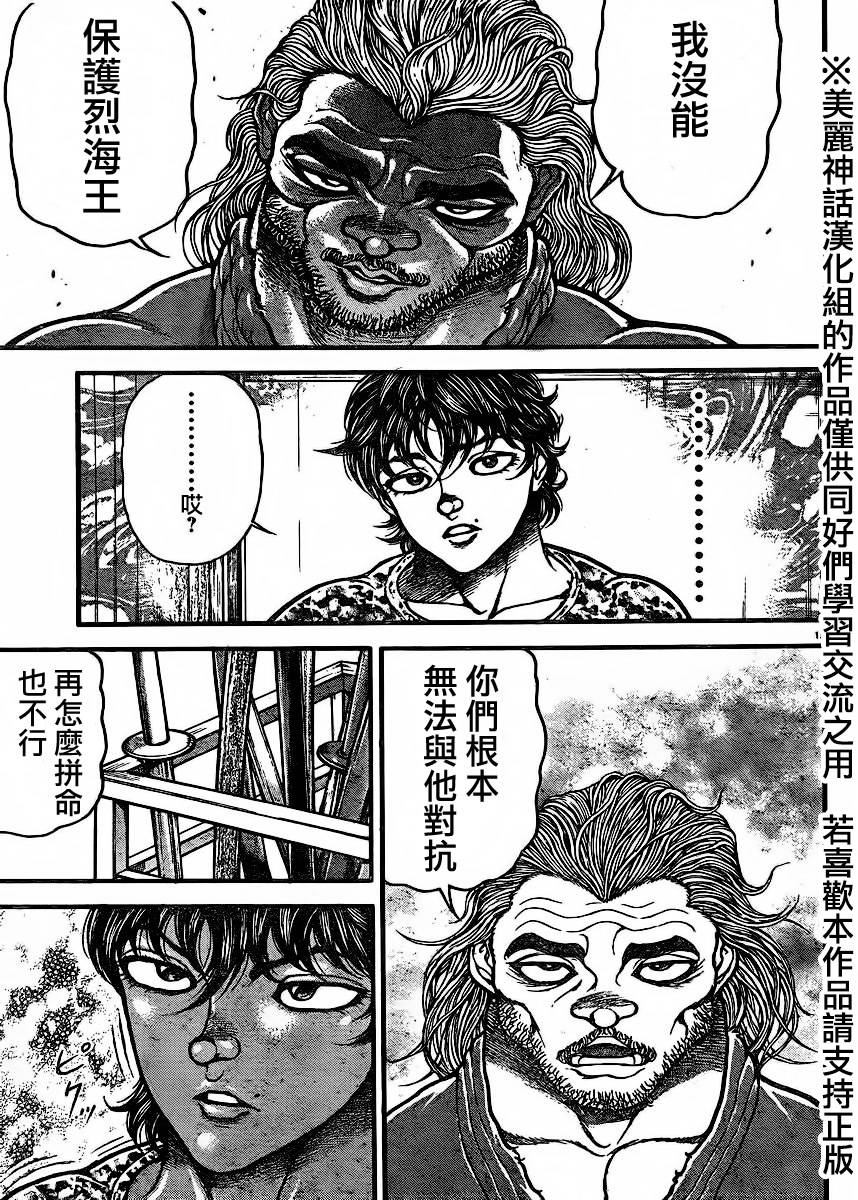 我沒能
保護烈海王
………………
………哎？
你們根本
無法與他對抗
再怎麼拼命
也不行
ピクッ
※美麗神話漢化組的作品僅供同好們學習交流之用　若喜歡本作品請支持正版